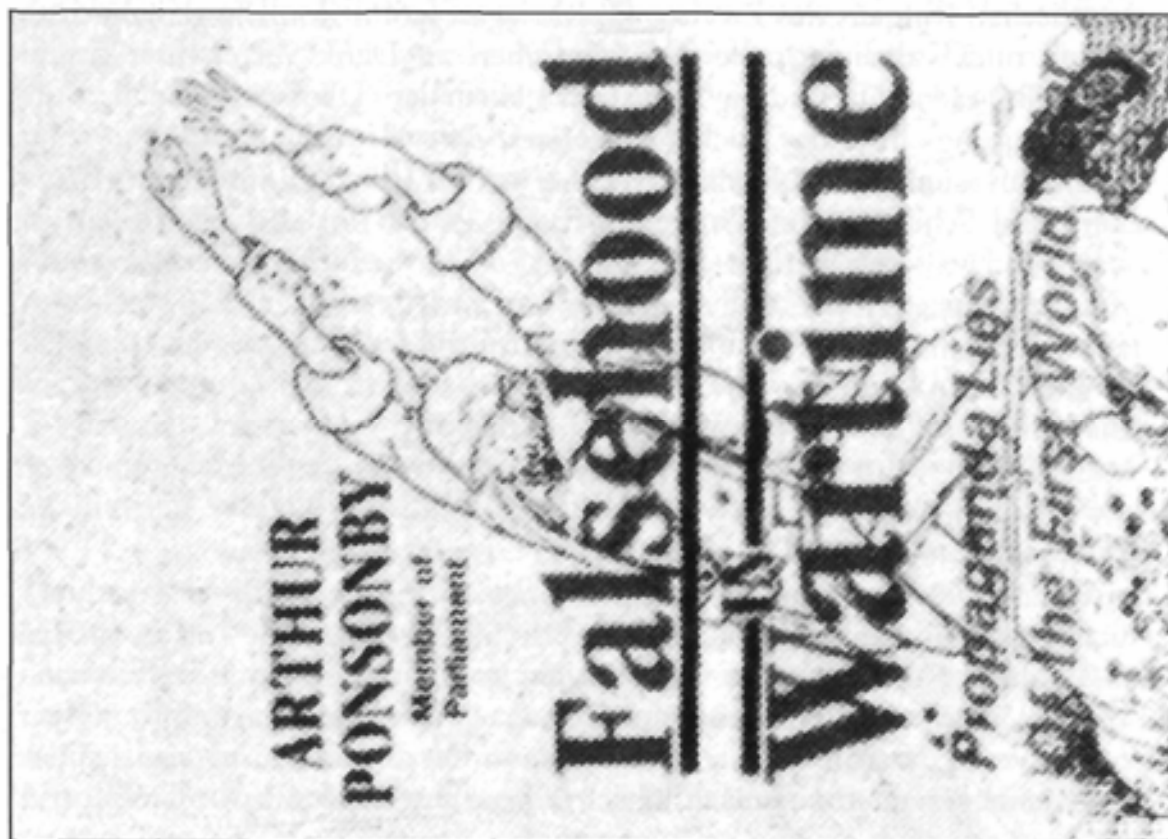 ARTHUR
PONSONBY
Member of
Parliament
Falsehood
in
Wartime
Propaganda Lies
Of the First World